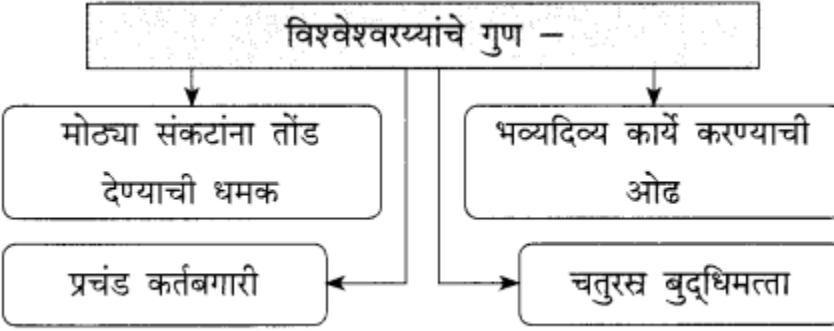 विश्वेश्वरय्यांचे गुण –
मोठ्या संकटांना तोंड
देण्याची धमक
भव्यदिव्य कार्ये करण्याची
ओढ
प्रचंड कर्तबगारी
चतुरस्र बुद्‌धिमत्ता